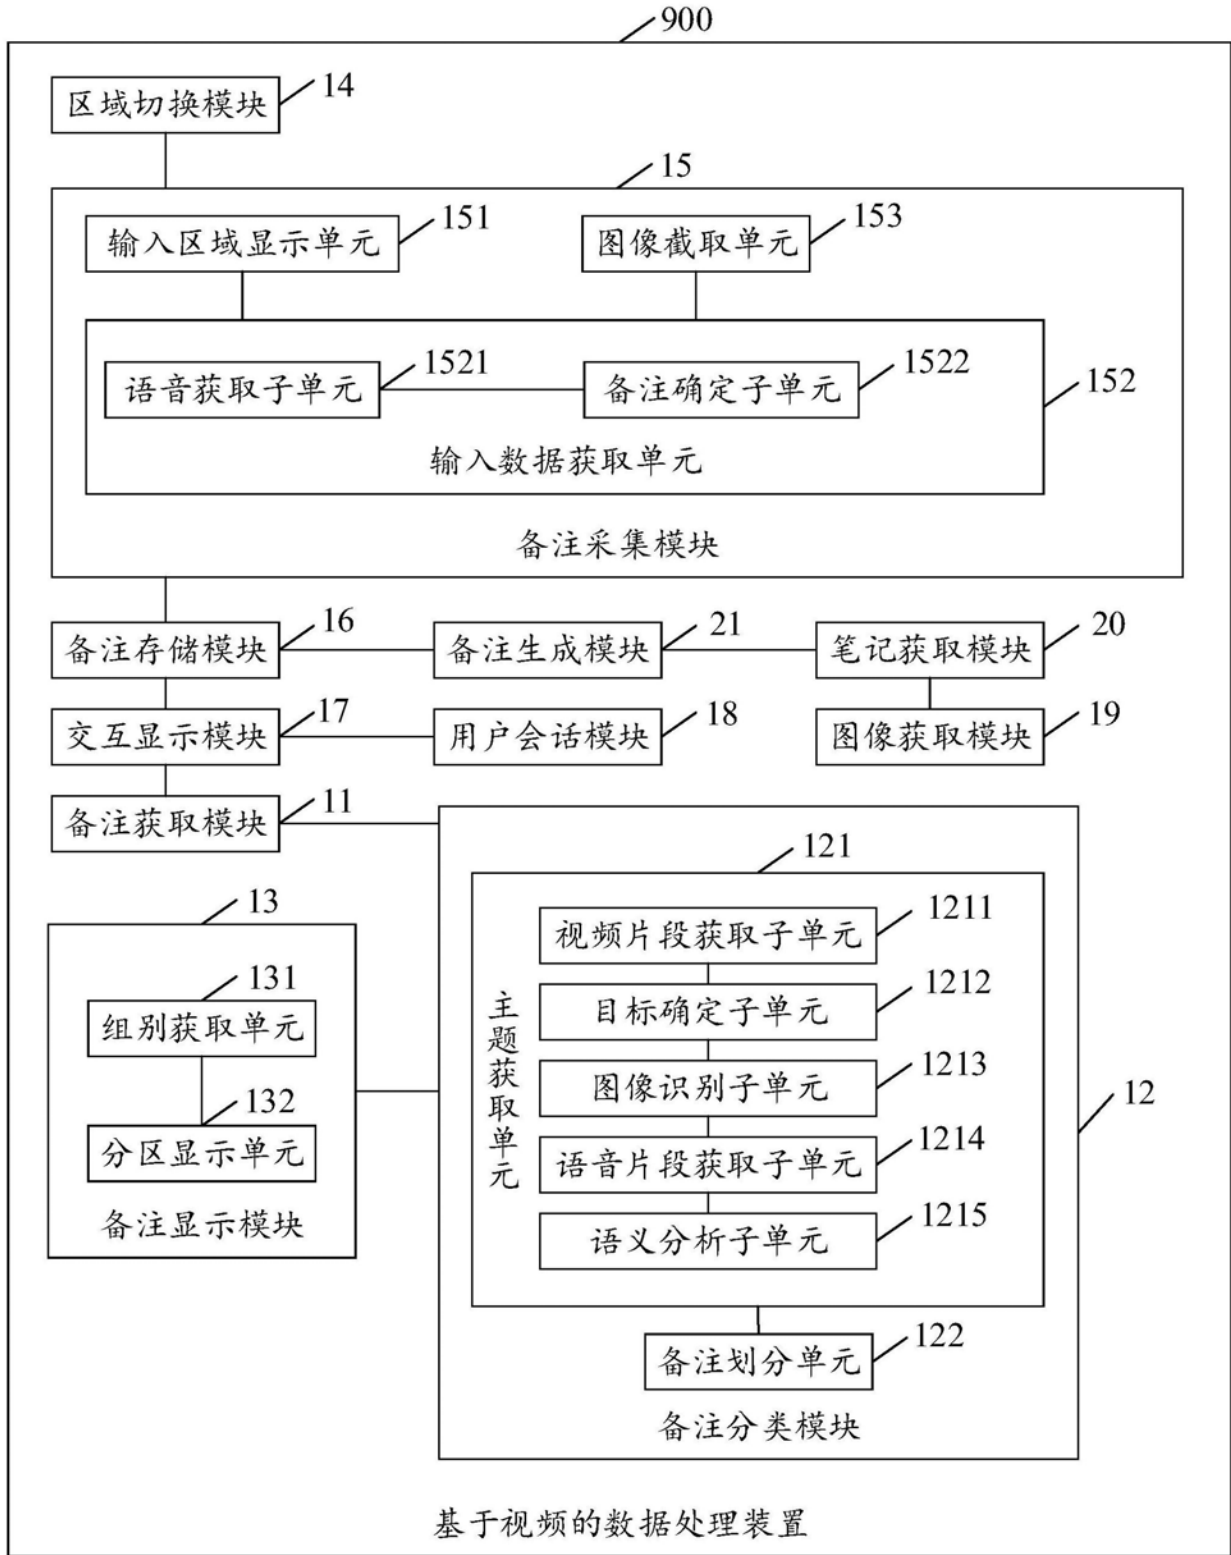 900
区域切换模块
14
15
输入区域显示单元
151
图像截取单元
153
语音获取子单元
1521
备注确定子单元
1522
152
输入数据获取单元
备注采集模块
备注存储模块
16
备注生成模块
21
笔记获取模块
20
交互显示模块
17
用户会话模块
18
图像获取模块
19
备注获取模块
11
121
主题获取单元
视频片段获取子单元
1211
目标确定子单元
1212
图像识别子单元
1213
语音片段获取子单元
1214
语义分析子单元
1215
12
备注划分单元
122
备注分类模块
13
131
组别获取单元
132
分区显示单元
备注显示模块
基于视频的数据处理装置